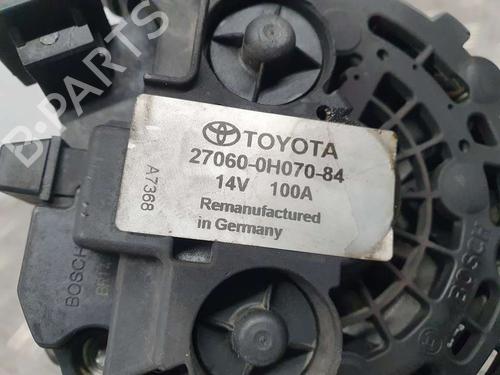 B-PARTS
TOYOTA
27060-0H070-84
14V 100A
Remanufactured
in Germany
A7368
BOSCH
BOSCH